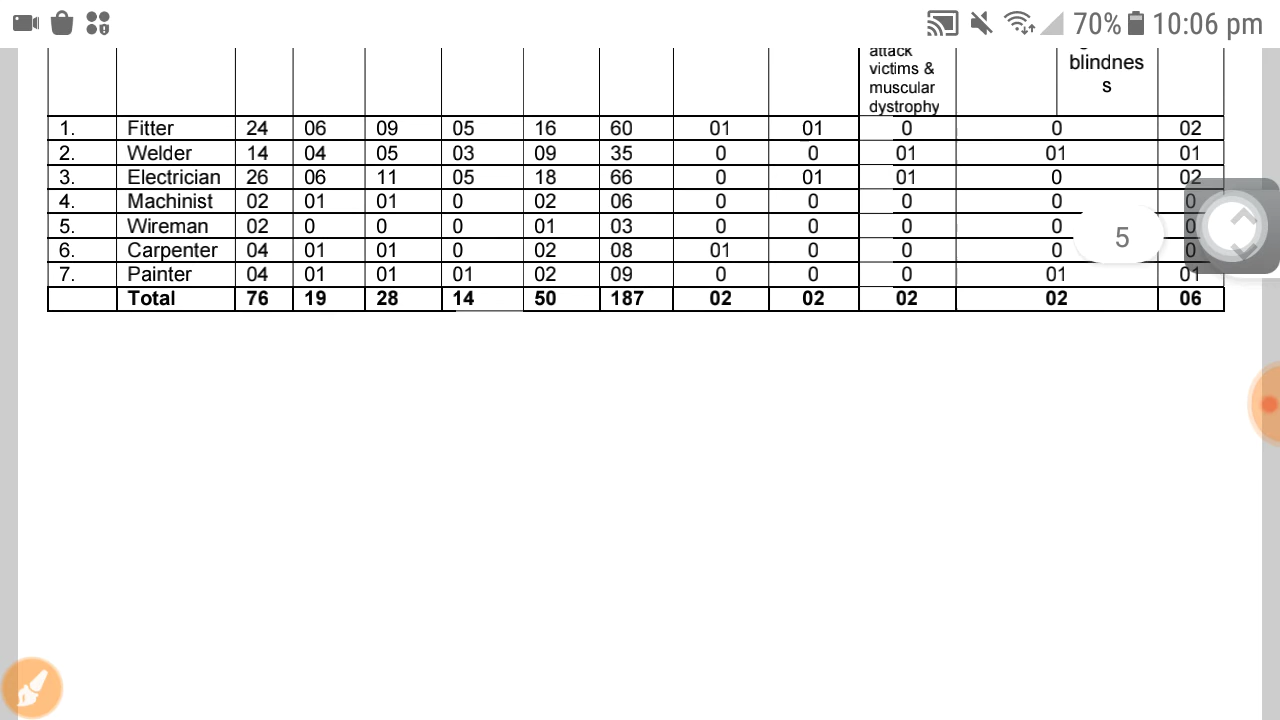 70% 10:06 pm
attack
victims &
muscular
dystrophy
blindnes
s
1. Fitter 24 06 09 05 16 60 01 01 0 0 02
2. Welder 14 04 05 03 09 35 0 0 01 01 01
3. Electrician 26 06 11 05 18 66 0 01 01 0 02
4. Machinist 02 01 01 0 02 06 0 0 0 0 0
5. Wireman 02 0 0 0 01 03 0 0 0 0 0
5
6. Carpenter 04 01 01 0 02 08 01 0 0 0 0
7. Painter 04 01 01 01 02 09 0 0 0 01 01
Total 76 19 28 14 50 187 02 02 02 02 06